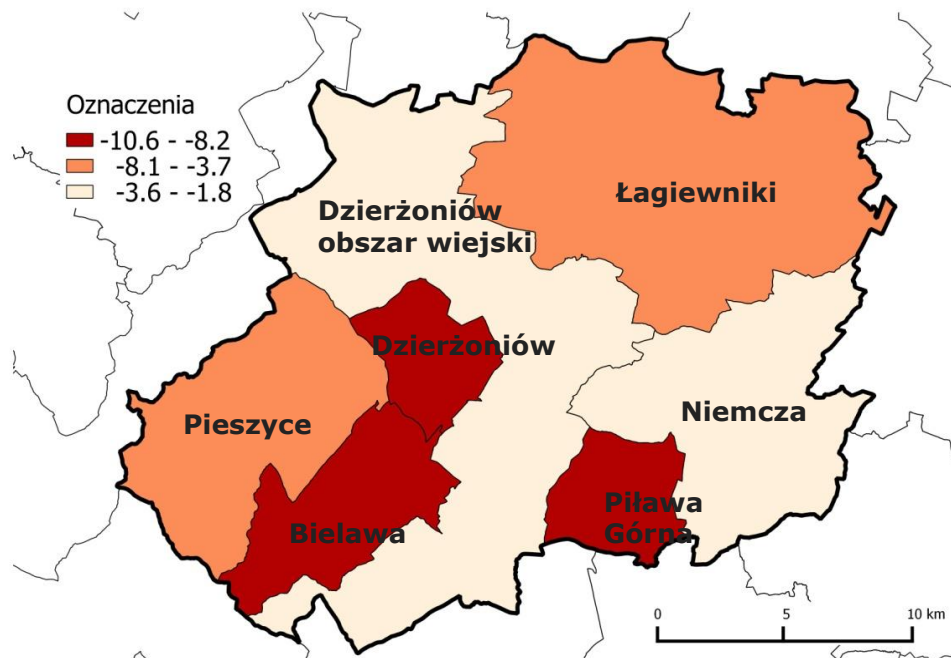 Oznaczenia
-10.6 - -8.2
-8.1 - -3.7
-3.6 - -1.8
Łagiewniki
Dzierżoniów
obszar wiejski
Dzierżoniów
Pieszyce
Niemcza
Piława
Górna
Bielawa
0 5 10 km